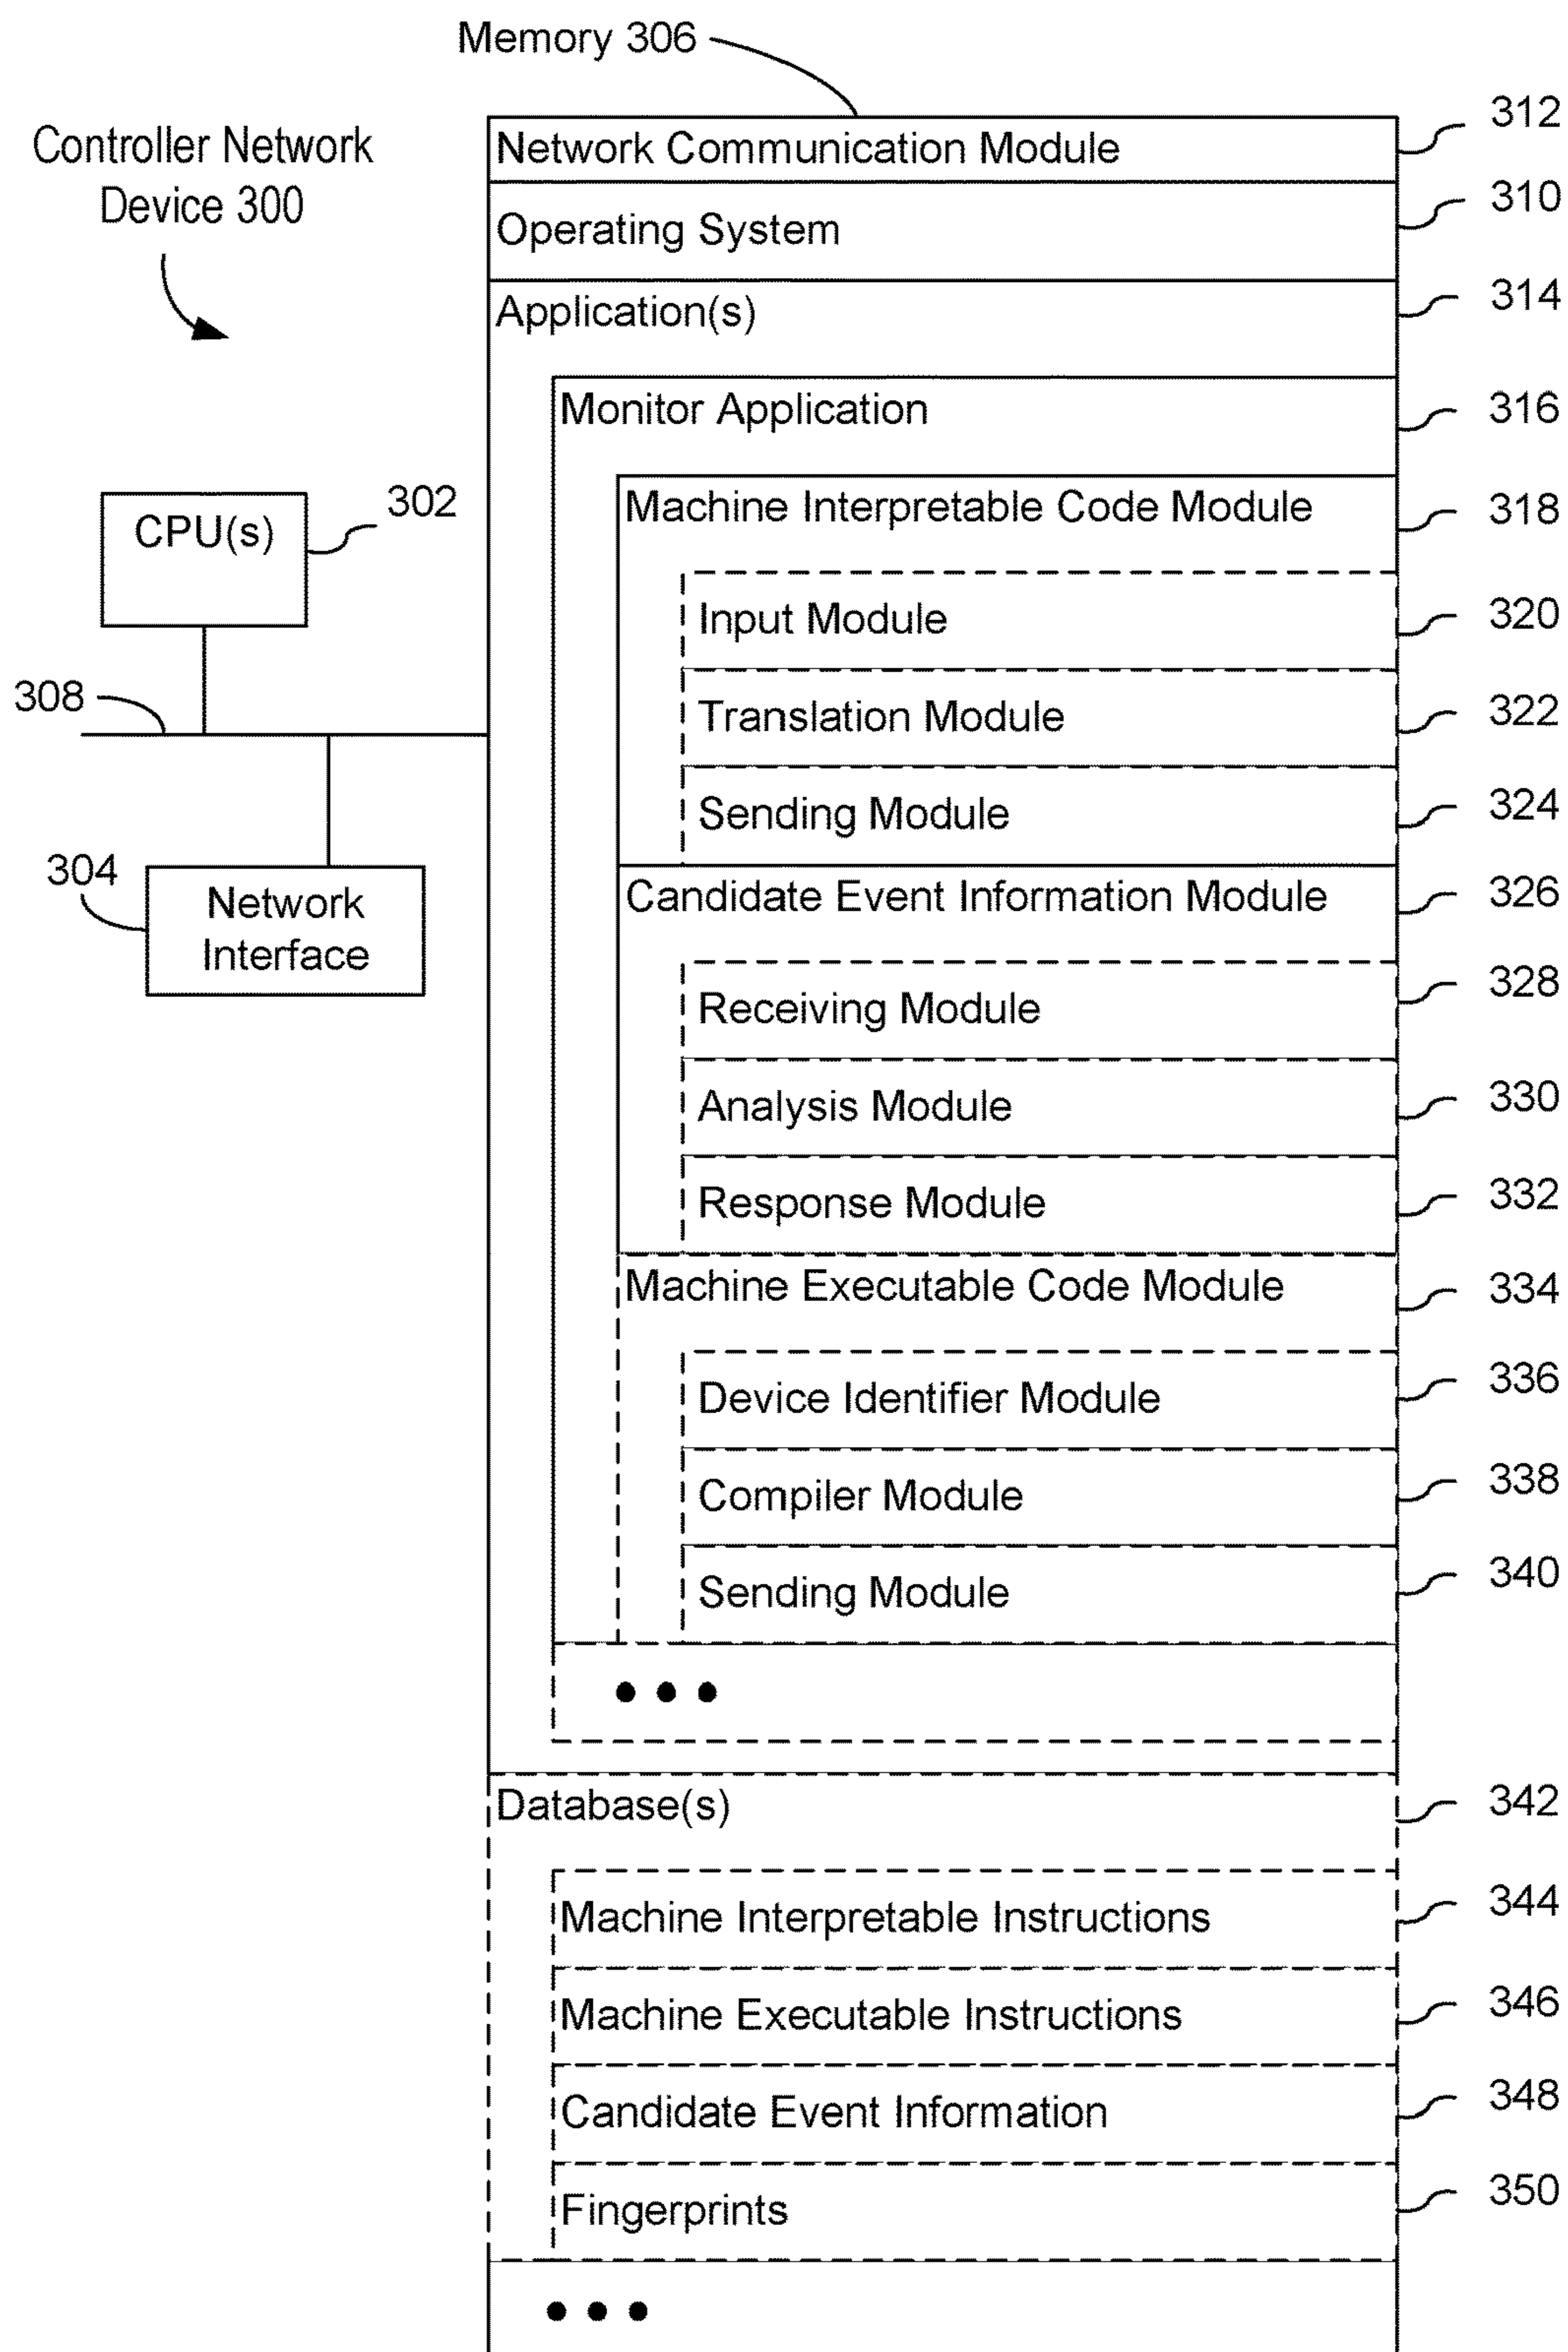 Memory 306
Controller Network
Device 300
Network Communication Module 312
Operating System 310
Application(s) 314
Monitor Application 316
CPU(s) 302
Machine Interpretable Code Module 318
Input Module 320
308
Translation Module 322
Sending Module 324
304
Network
Interface
Candidate Event Information Module 326
Receiving Module 328
Analysis Module 330
Response Module 332
Machine Executable Code Module 334
Device Identifier Module 336
Compiler Module 338
Sending Module 340
● ● ●
Database(s) 342
Machine Interpretable Instructions 344
Machine Executable Instructions 346
Candidate Event Information 348
Fingerprints 350
● ● ●